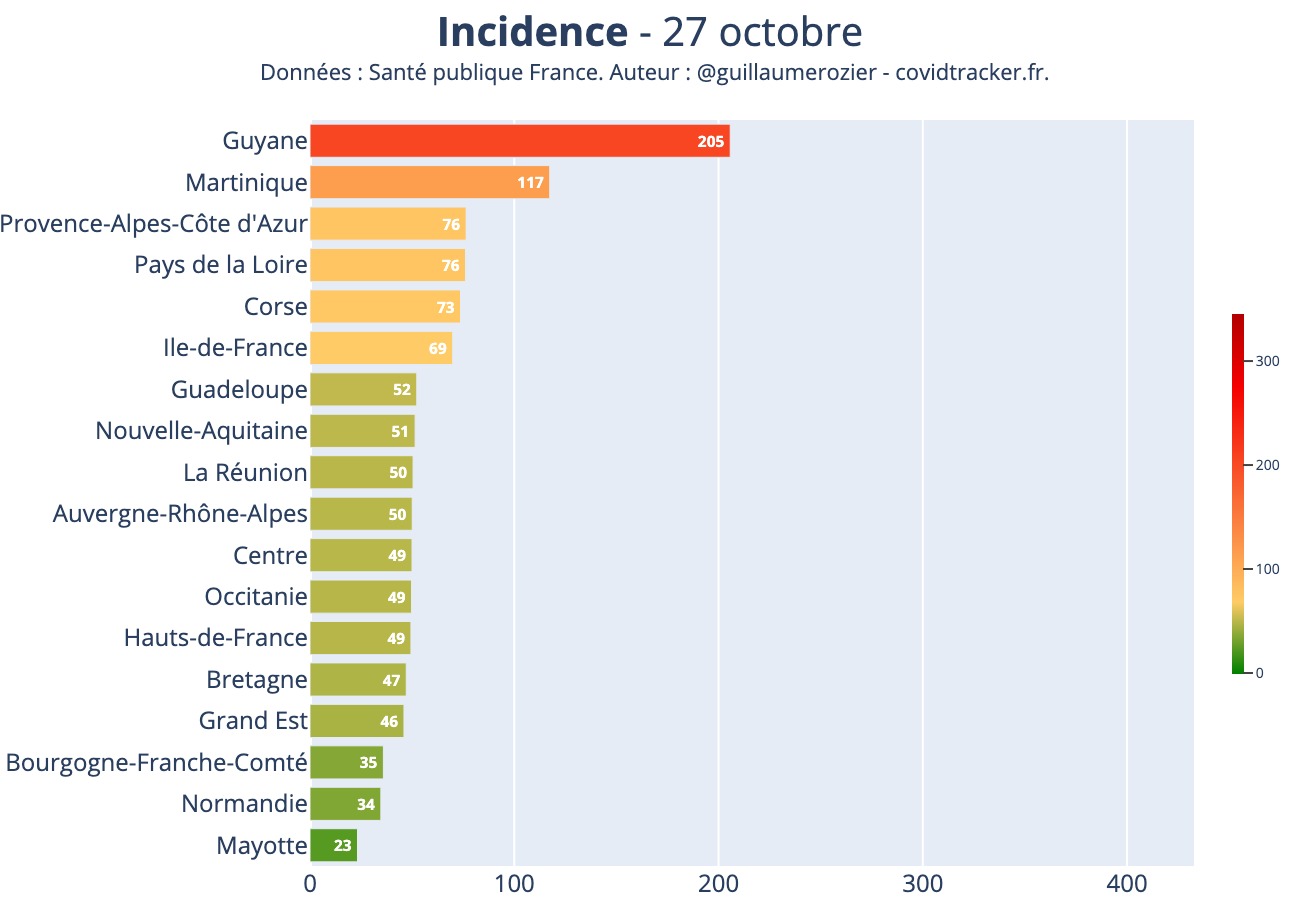 Incidence - 27 octobre
Données : Santé publique France. Auteur : @guillaumerozier - covidtracker.fr.
Guyane 205
Martinique 117
Provence-Alpes-Côte d'Azur 76
Pays de la Loire 76
Corse 73
Ile-de-France 69
Guadeloupe 52
Nouvelle-Aquitaine 51
La Réunion 50
Auvergne-Rhône-Alpes 50
Centre 49
Occitanie 49
Hauts-de-France 49
Bretagne 47
Grand Est 46
Bourgogne-Franche-Comté 35
Normandie 34
Mayotte 23
0 100 200 300 400
300
200
100
0